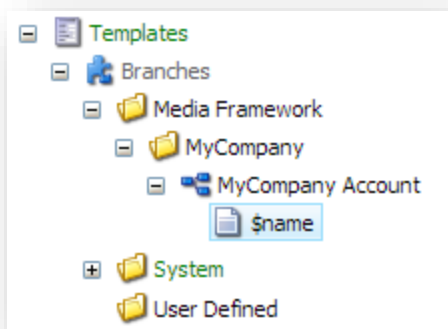 Templates
Branches
Media Framework
MyCompany
MyCompany Account
$name
System
User Defined